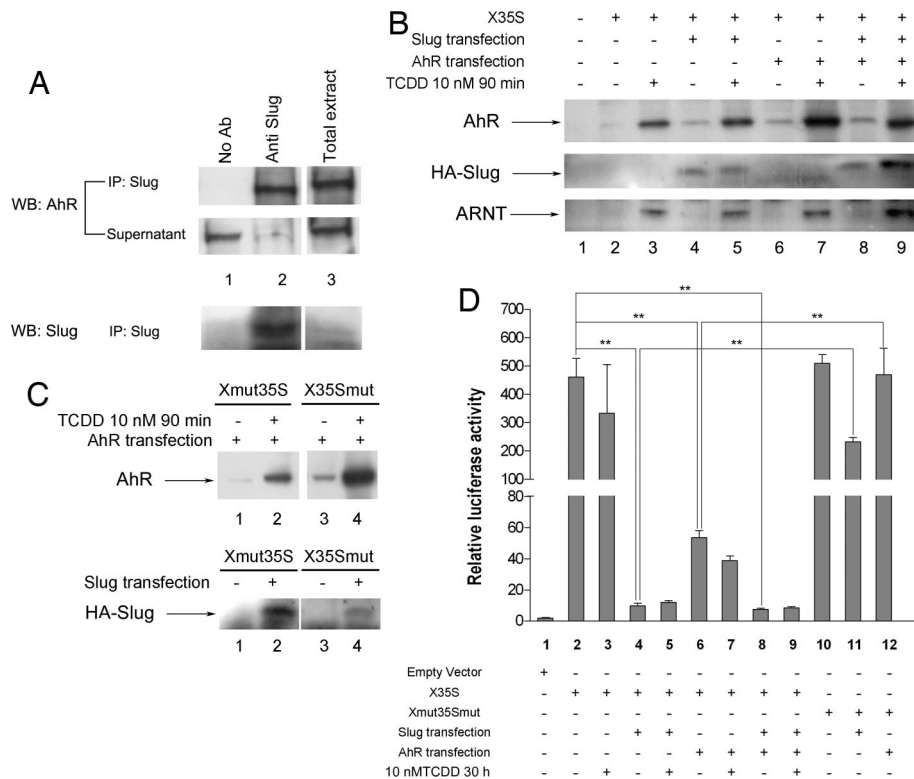 A
No Ab
Anti Slug
Total extract
WB: AhR
IP: Slug
Supernatant
1 2 3
WB: Slug IP: Slug
B
X35S - + + + + + + + +
Slug transfection - - - + + - - + +
AhR transfection - - - - - + + + +
TCDD 10 nM 90 min - - + - + - + - +
AhR
HA-Slug
ARNT
1 2 3 4 5 6 7 8 9
C
Xmut35S X35Smut
TCDD 10 nM 90 min - + - +
AhR transfection + + + +
AhR
1 2 3 4
Xmut35S X35Smut
Slug transfection - + - +
HA-Slug
1 2 3 4
D
Relative luciferase activity
700
600
500
400
300
200
100
80
60
40
20
0
**
** ** **
** **
1 2 3 4 5 6 7 8 9 10 11 12
Empty Vector + - - - - - - - - - - -
X35S - + + + + + + + + - - -
Xmut35Smut - - - - - - - - - + + +
Slug transfection - - - + + - - + + - + -
AhR transfection - - - - - + + + + - - +
10 nMTCDD 30 h - - + - + - + - + - - -